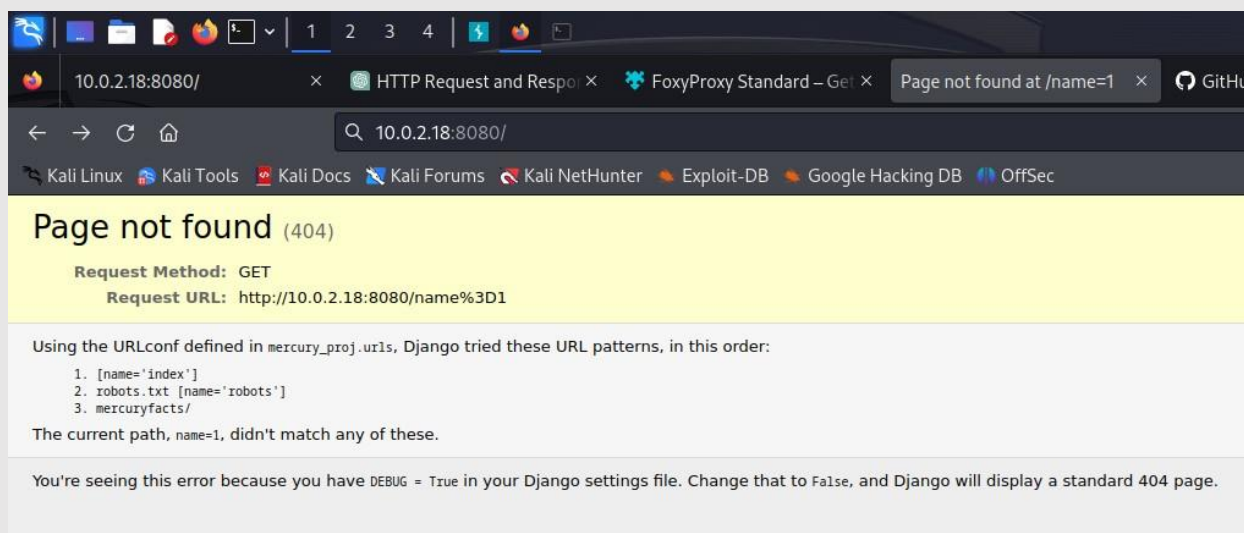 1 2 3 4
10.0.2.18:8080/ × HTTP Request and Respon × FoxyProxy Standard – Get × Page not found at /name=1 × GitHu
10.0.2.18:8080/
Kali Linux Kali Tools Kali Docs Kali Forums Kali NetHunter Exploit-DB Google Hacking DB OffSec
Page not found (404)
Request Method: GET
Request URL: http://10.0.2.18:8080/name%3D1
Using the URLconf defined in mercury_proj.urls, Django tried these URL patterns, in this order:
1. [name='index']
2. robots.txt [name='robots']
3. mercuryfacts/
The current path, name=1, didn't match any of these.
You're seeing this error because you have DEBUG = True in your Django settings file. Change that to False, and Django will display a standard 404 page.